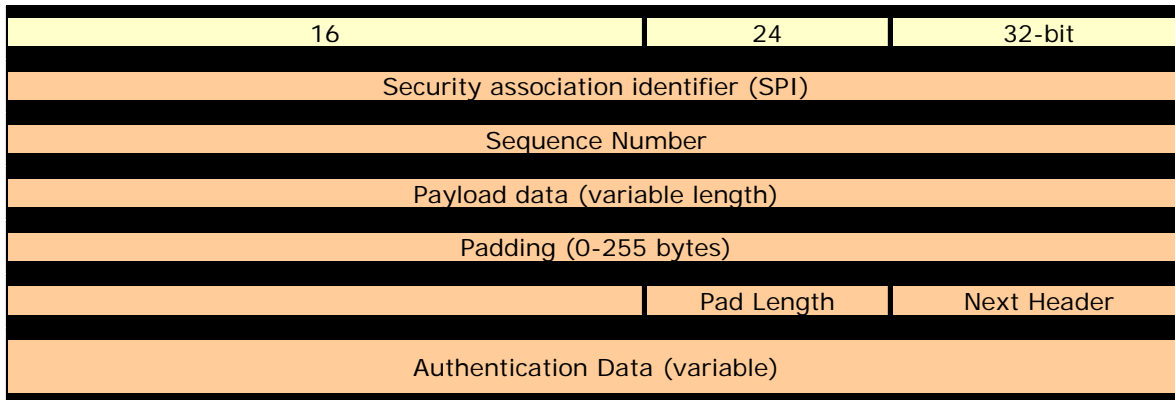 16 24 32-bit
Security association identifier (SPI)
Sequence Number
Payload data (variable length)
Padding (0-255 bytes)
Pad Length Next Header
Authentication Data (variable)